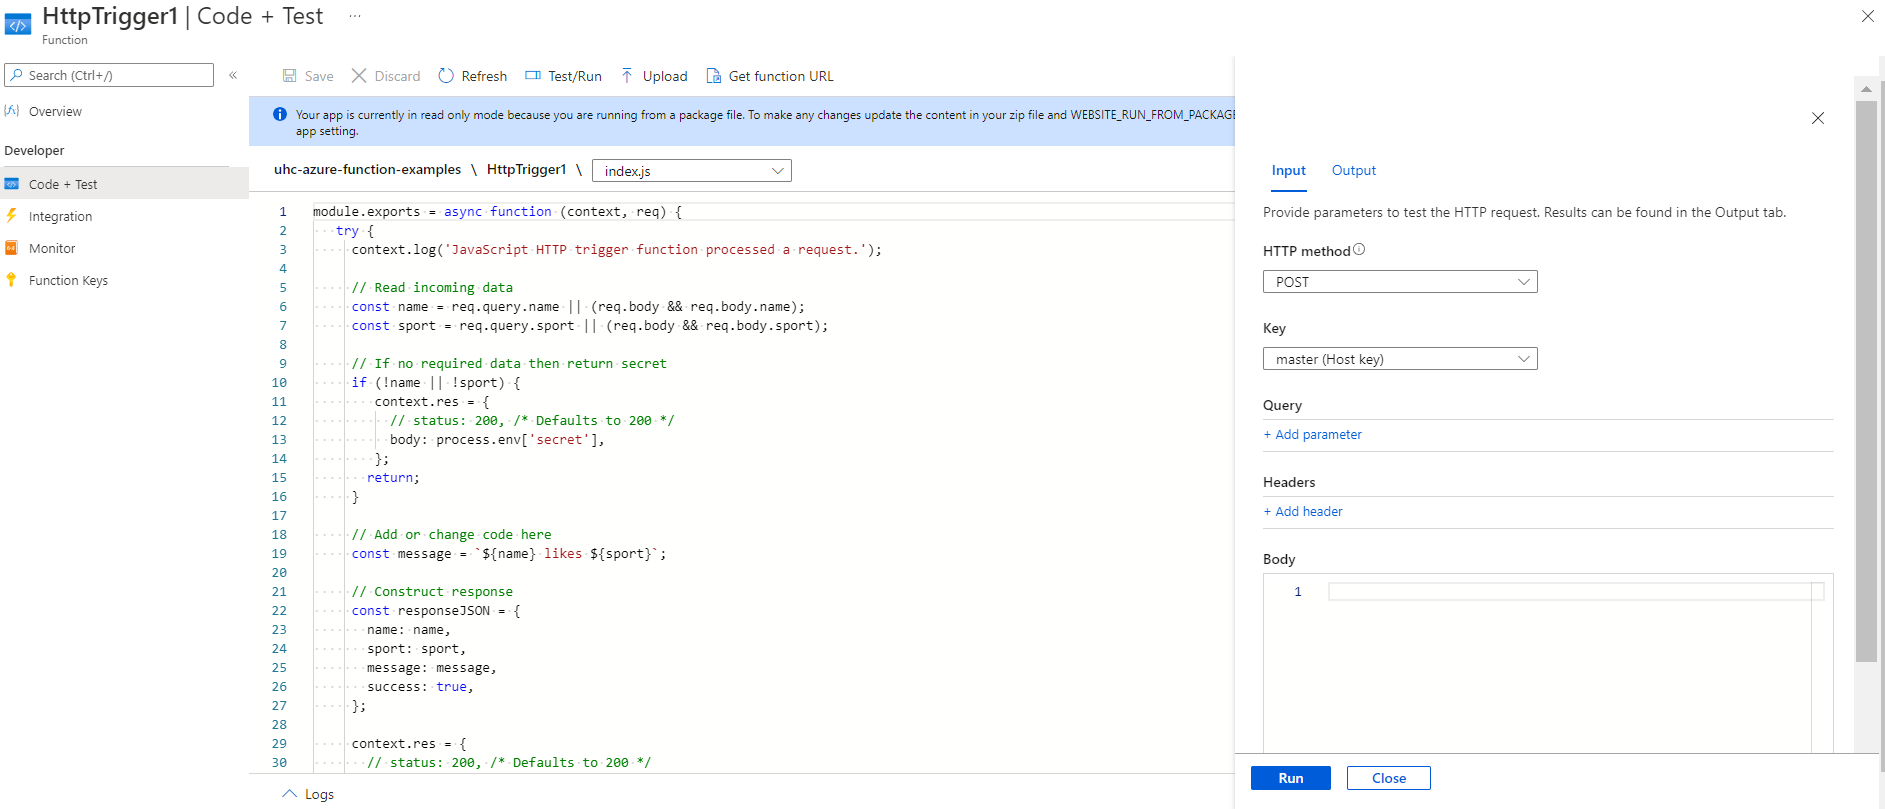 HttpTrigger1 | Code + Test ...
Function
Search (Ctrl+/)
«
Overview
Developer
Code + Test
Integration
Monitor
Function Keys
Save
Discard
Refresh
Test/Run
Upload
Get function URL
Your app is currently in read only mode because you are running from a package file. To make any changes update the content in your zip file and WEBSITE_RUN_FROM_PACKAGE
app setting.
uhc-azure-function-examples \ HttpTrigger1 \ index.js
1 module.exports = async function (context, req) {
2 try {
3 context.log('JavaScript HTTP trigger function processed a request.');
4
5 // Read incoming data
6 const name = req.query.name || (req.body && req.body.name);
7 const sport = req.query.sport || (req.body && req.body.sport);
8
9 // If no required data then return secret
10 if (!name || !sport) {
11 context.res = {
12 // status: 200, /* Defaults to 200 */
13 body: process.env['secret'],
14 };
15 return;
16 }
17
18 // Add or change code here
19 const message = `${name} likes ${sport}`;
20
21 // Construct response
22 const responseJSON = {
23 name: name,
24 sport: sport,
25 message: message,
26 success: true,
27 };
28
29 context.res = {
30 // status: 200, /* Defaults to 200 */
Logs
Input
Output
Provide parameters to test the HTTP request. Results can be found in the Output tab.
HTTP method
POST
Key
master (Host key)
Query
+ Add parameter
Headers
+ Add header
Body
1
Run
Close